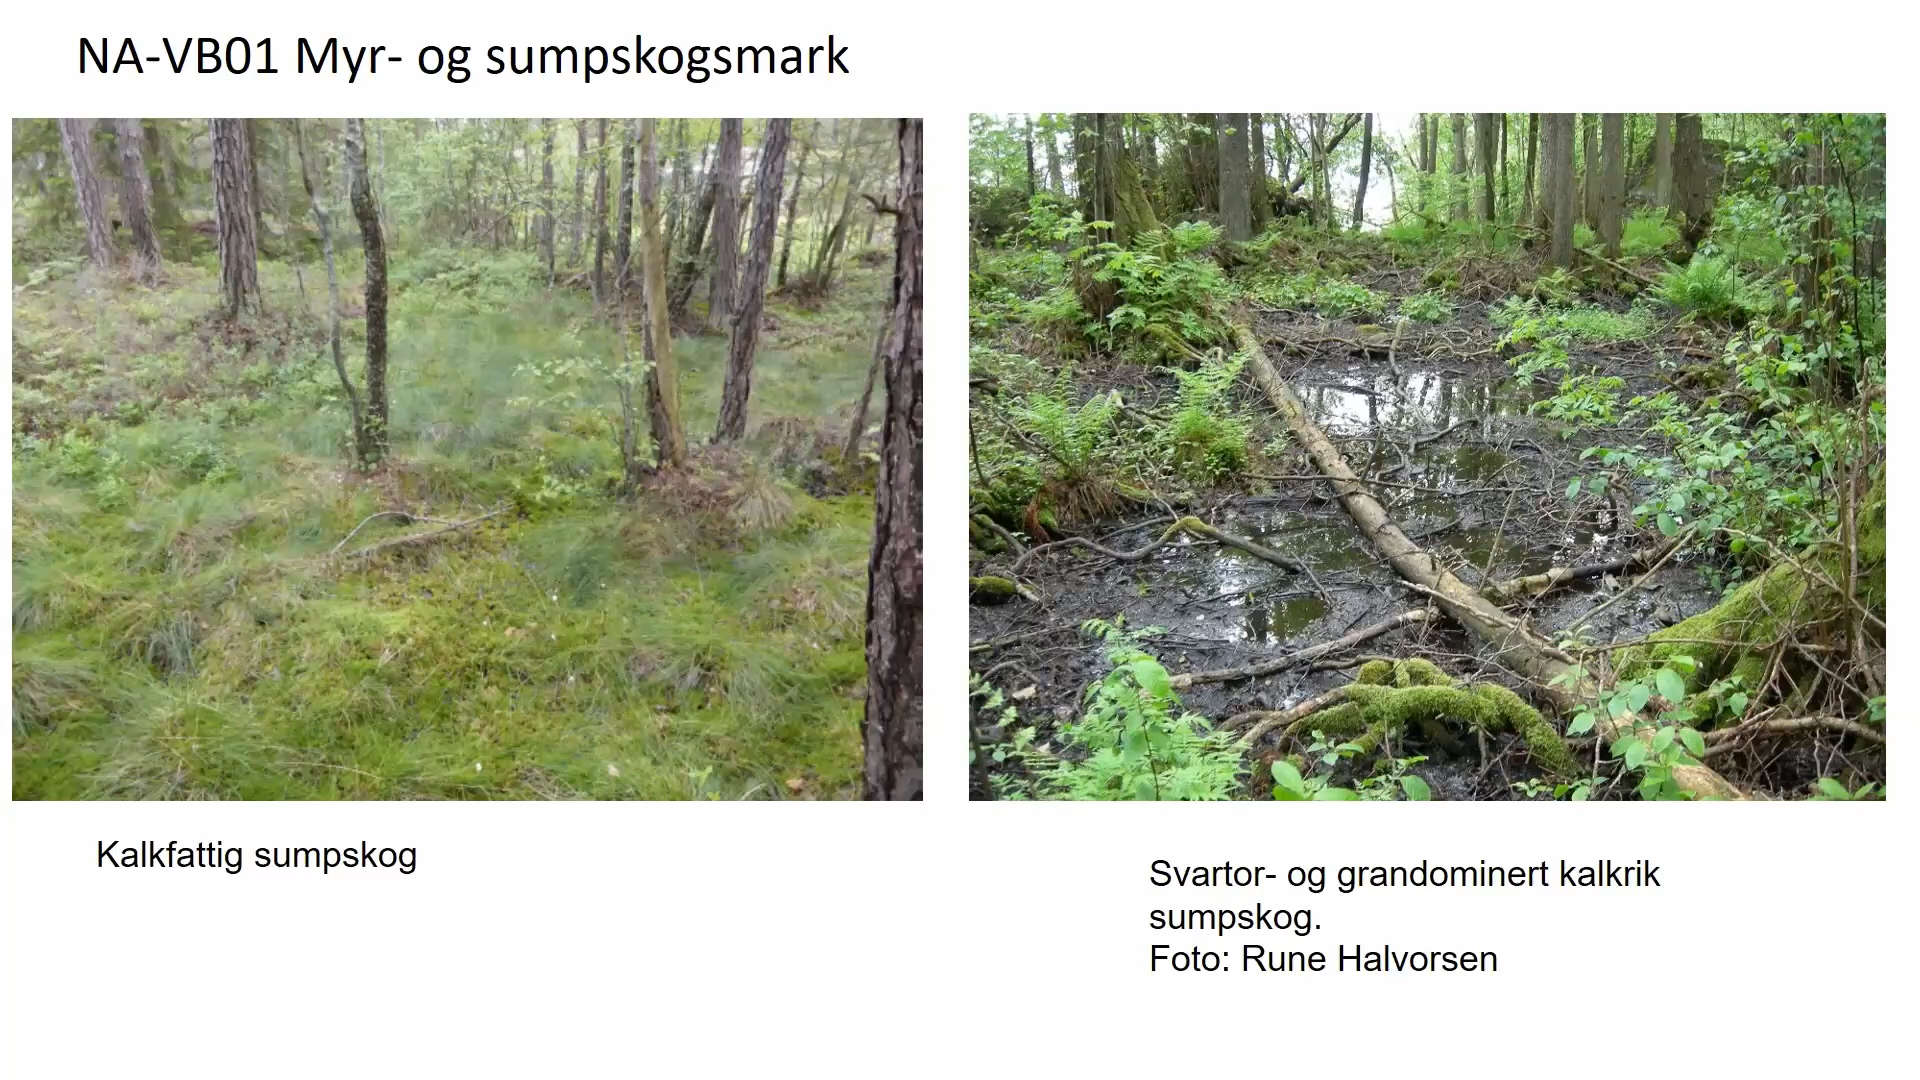 NA-VB01 Myr- og sumpskogsmark
Kalkfattig sumpskog
Svartor- og grandominert kalkrik
sumpskog.
Foto: Rune Halvorsen